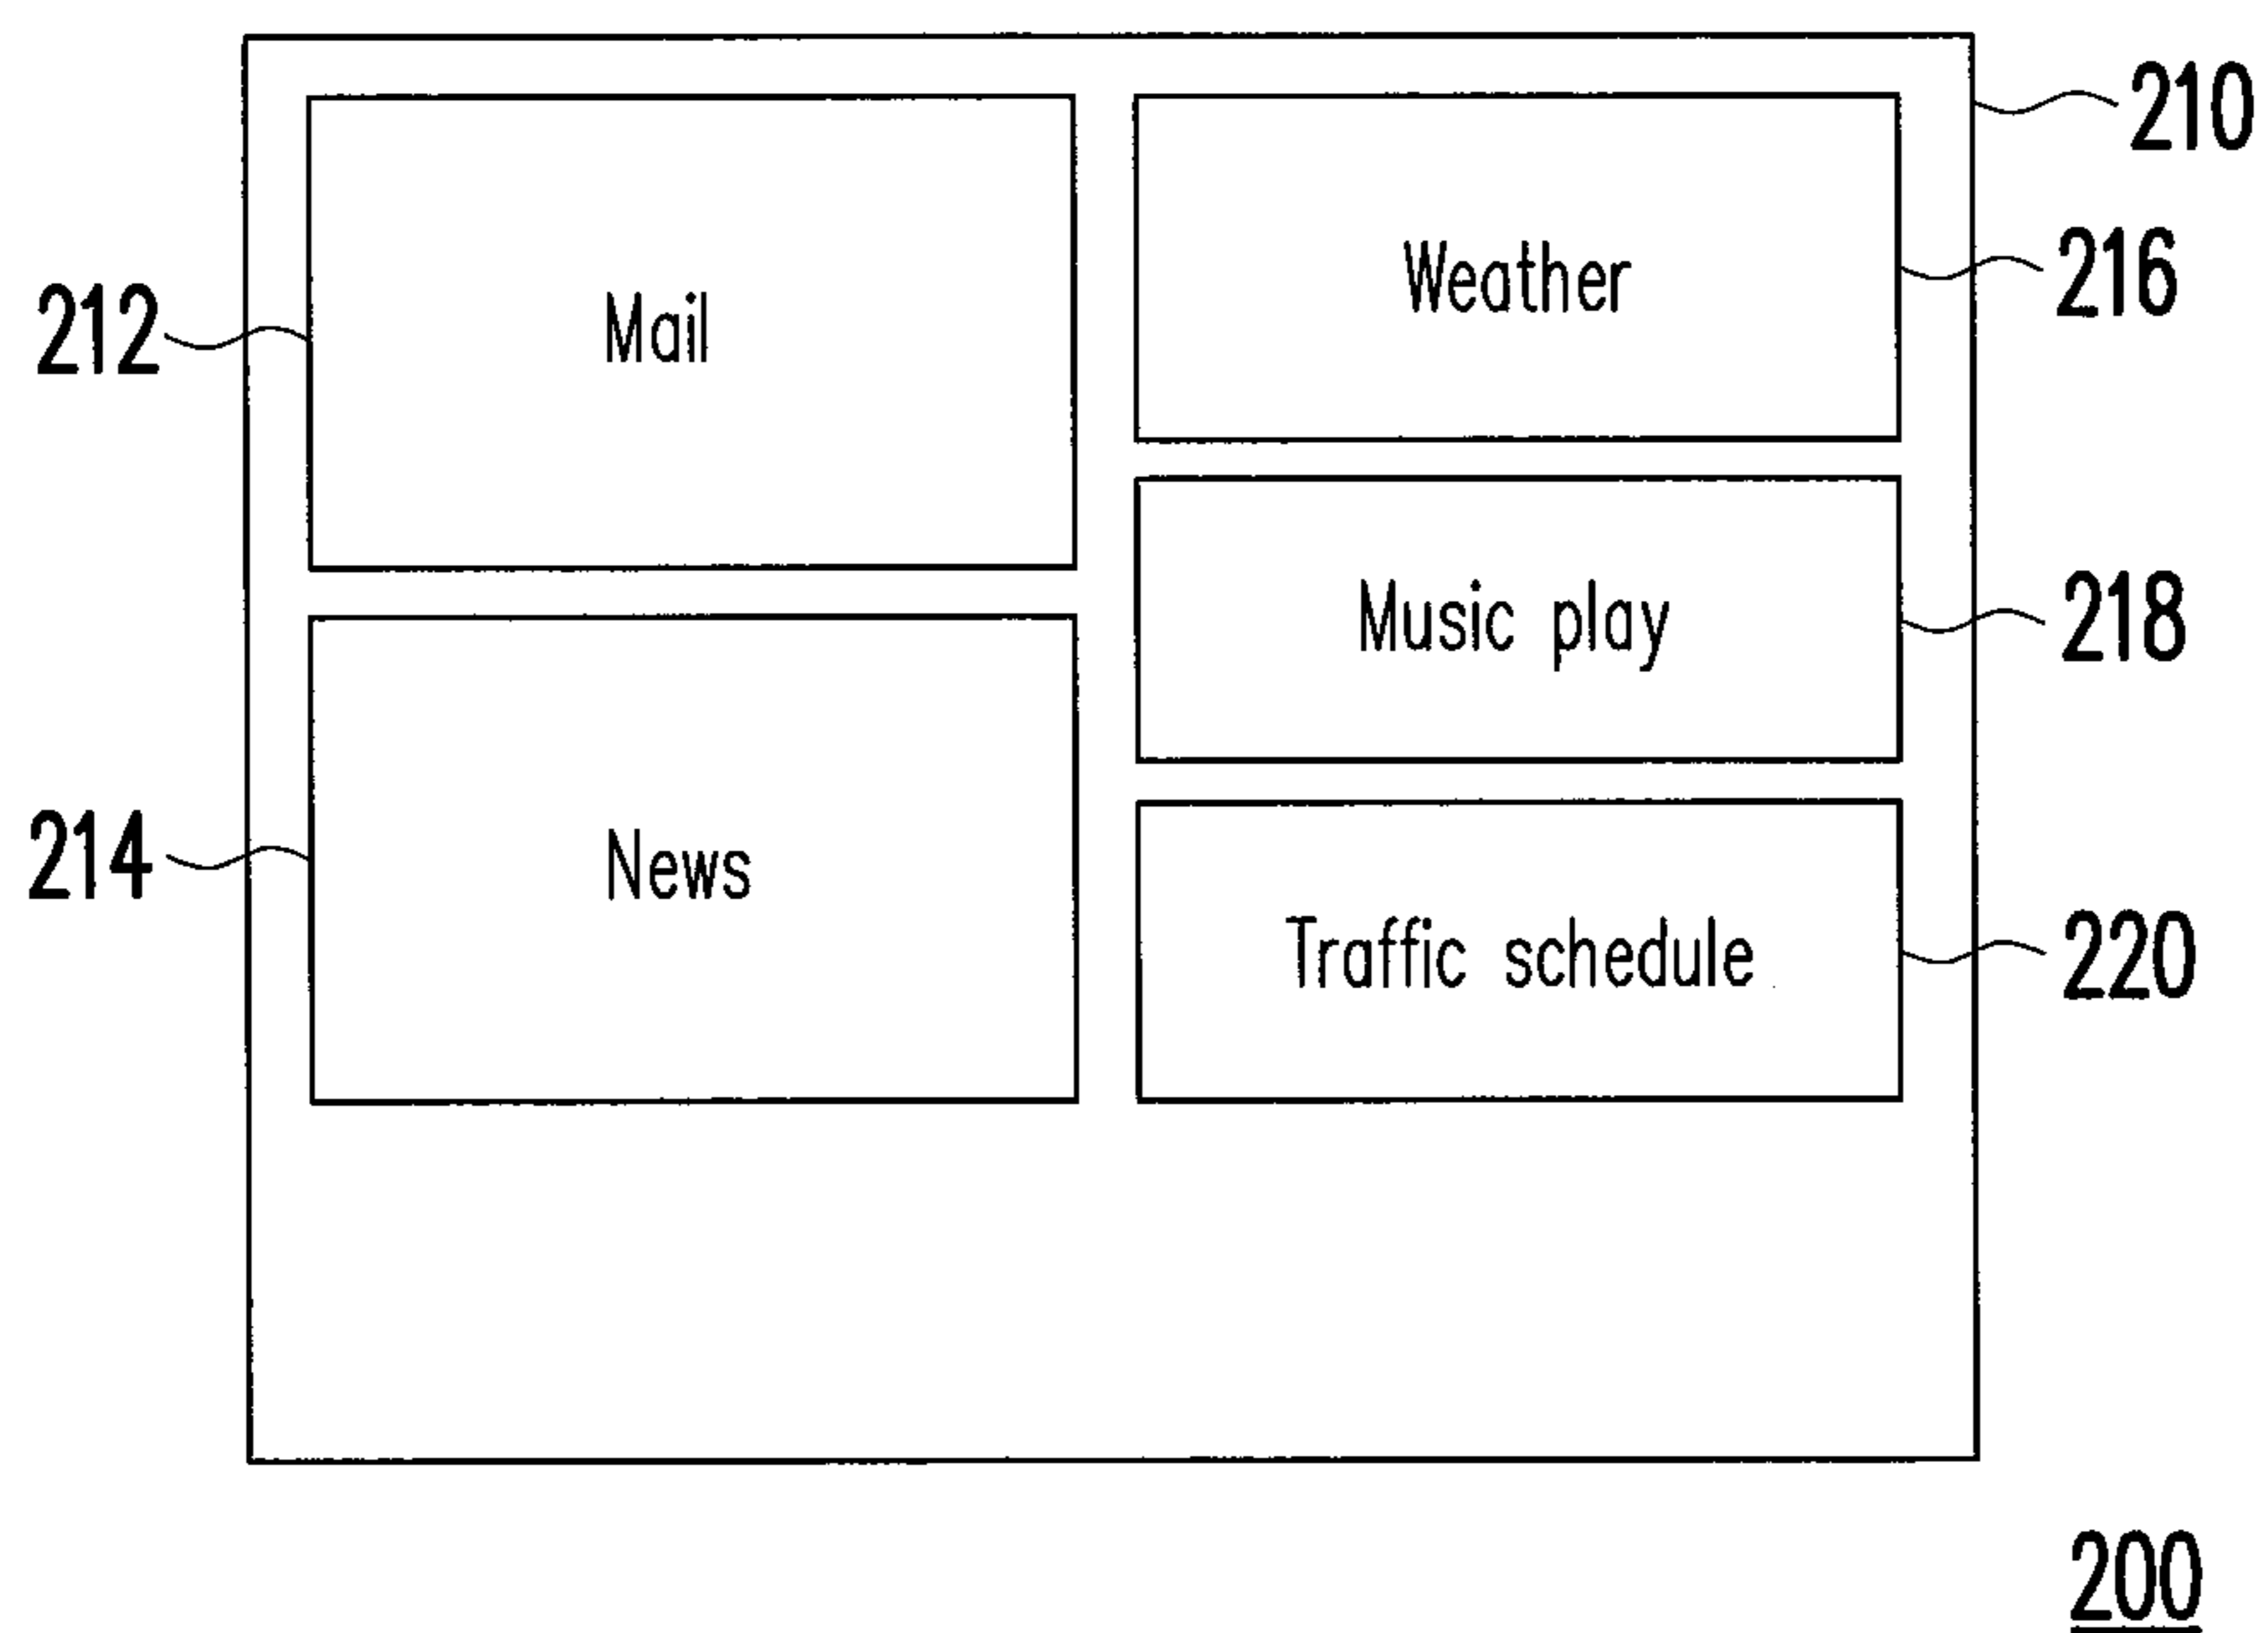 210
Mail
Weather
216
212
Music play
218
News
214
Traffic schedule
220
200